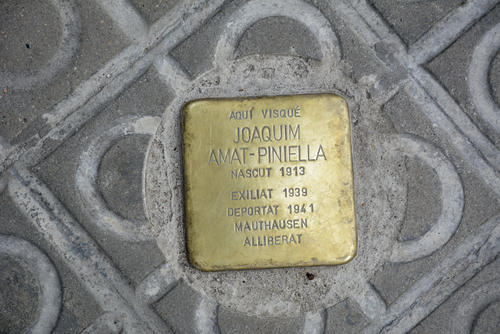 AQUÍ VISQUÉ
JOAQUIM
AMAT-PINIELLA
NASCUT 1913
EXILIAT 1939
DEPORTAT 1941
MAUTHAUSEN
ALLIBERAT